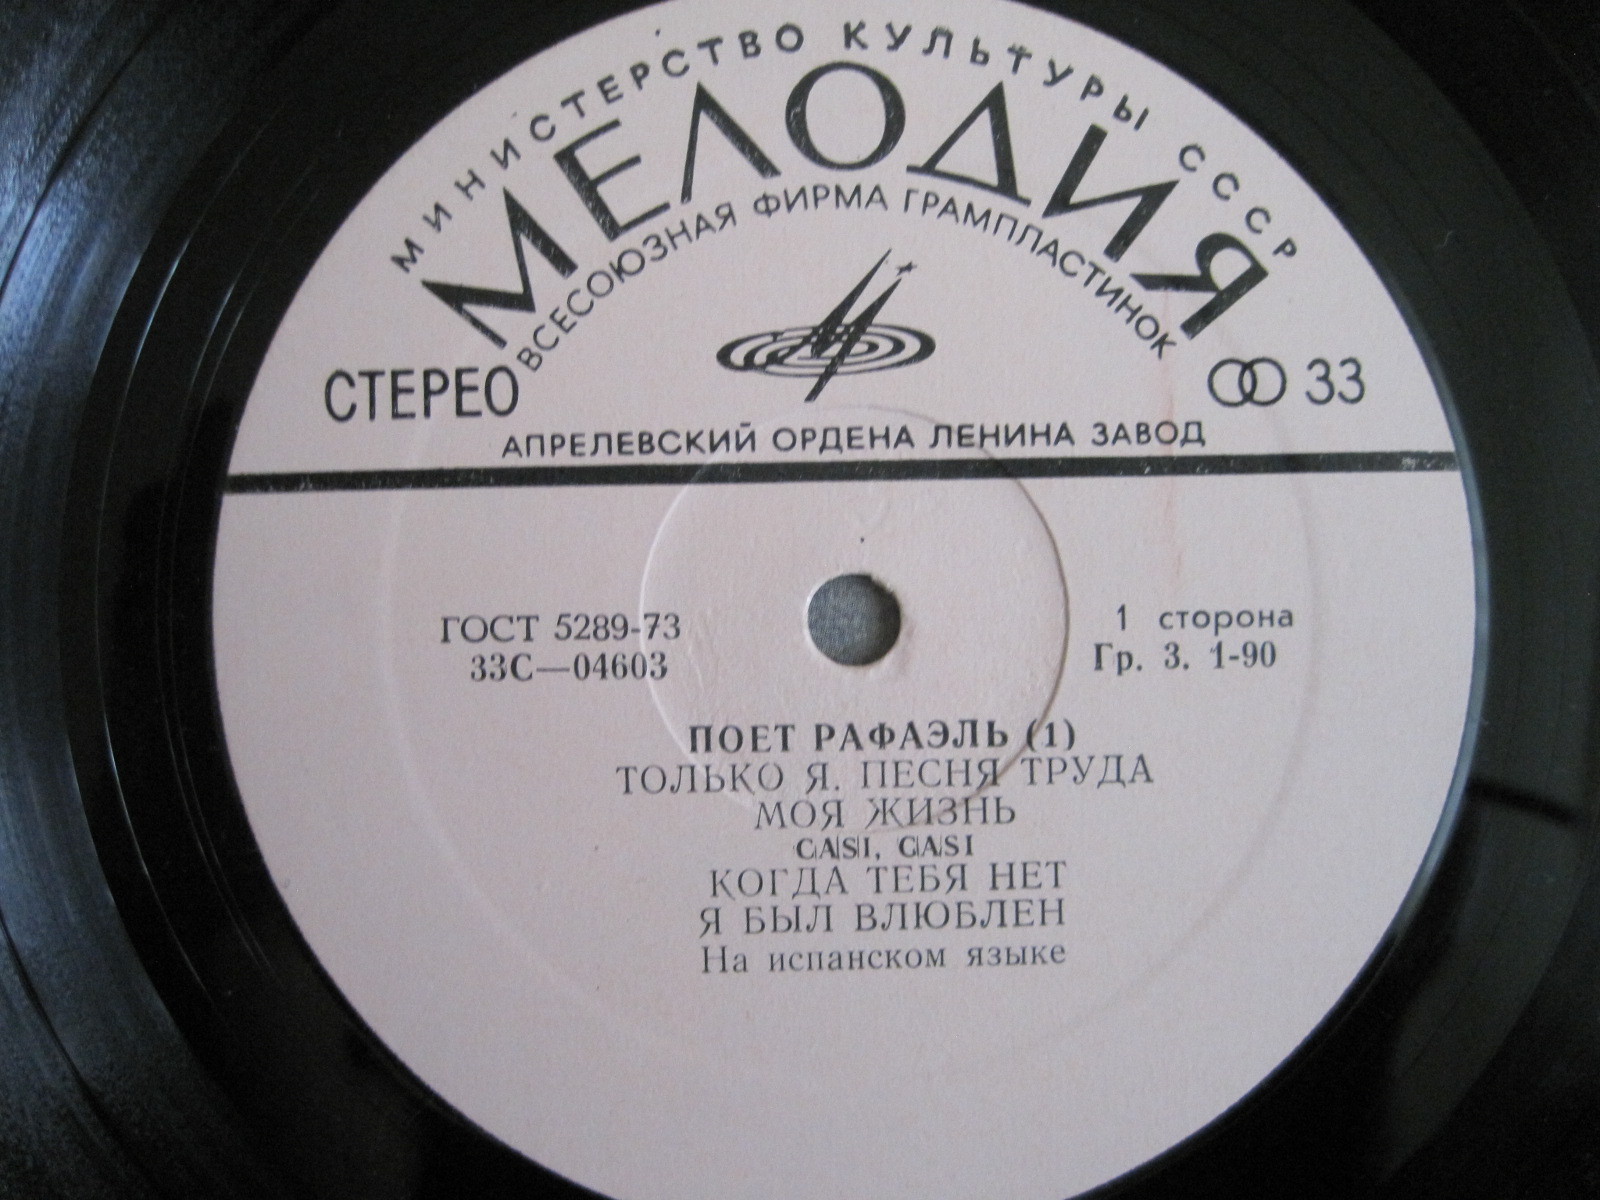 МИНИСТЕРСТВО КУЛЬТУРЫ СССР
МЕЛОДИЯ
ВСЕСОЮЗНАЯ ФИРМА ГРАМПЛАСТИНОК
СТЕРЕО 33
АПРЕЛЕВСКИЙ ОРДЕНА ЛЕНИНА ЗАВОД
ГОСТ 5289-73 1 сторона
33С—04603 Гр. 3. 1-90
ПОЕТ РАФАЭЛЬ (1)
ТОЛЬКО Я. ПЕСНЯ ТРУДА
МОЯ ЖИЗНЬ
CASI, CASI
КОГДА ТЕБЯ НЕТ
Я БЫЛ ВЛЮБЛЕН
На испанском языке